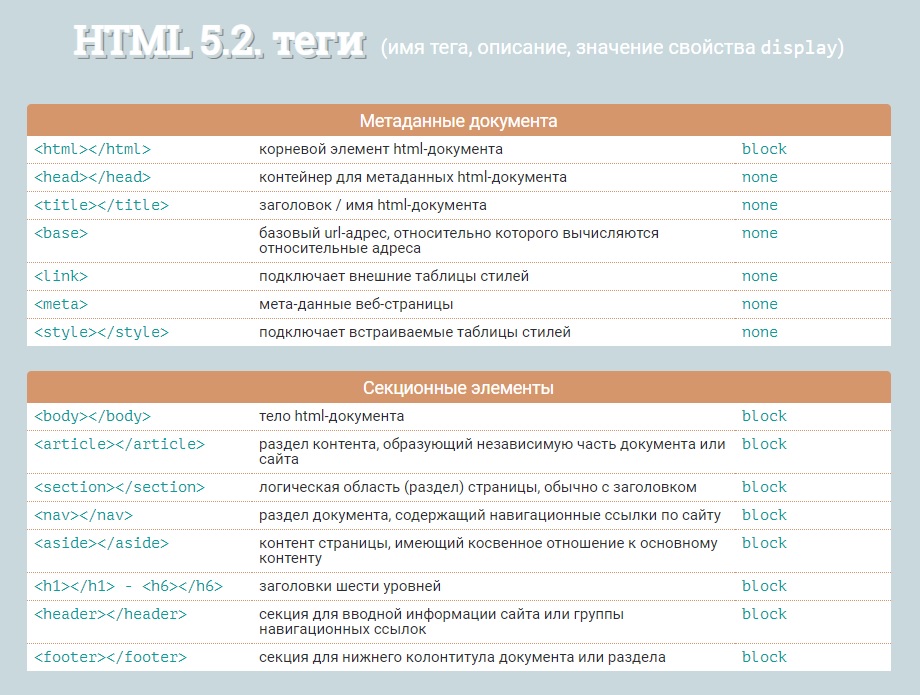 HTML 5.2. теги (имя тега, описание, значение свойства display)
Метаданные документа
<html></html> корневой элемент html-документа block
<head></head> контейнер для метаданных html-документа none
<title></title> заголовок / имя html-документа none
<base> базовый url-адрес, относительно которого вычисляются none
относительные адреса
<link> подключает внешние таблицы стилей none
<meta> мета-данные веб-страницы none
<style></style> подключает встраиваемые таблицы стилей none
Секционные элементы
<body></body> тело html-документа block
<article></article> раздел контента, образующий независимую часть документа или block
сайта
<section></section> логическая область (раздел) страницы, обычно с заголовком block
<nav></nav> раздел документа, содержащий навигационные ссылки по сайту block
<aside></aside> контент страницы, имеющий косвенное отношение к основному block
контенту
<h1></h1> - <h6></h6> заголовки шести уровней block
<header></header> секция для вводной информации сайта или группы block
навигационных ссылок
<footer></footer> секция для нижнего колонтитула документа или раздела block